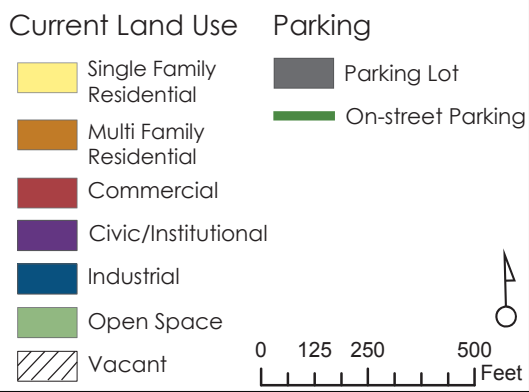 Current Land Use
Single Family
Residential
Multi Family
Residential
Commercial
Civic/Institutional
Industrial
Open Space
Vacant
Parking
Parking Lot
On-street Parking
0 125 250 500
Feet